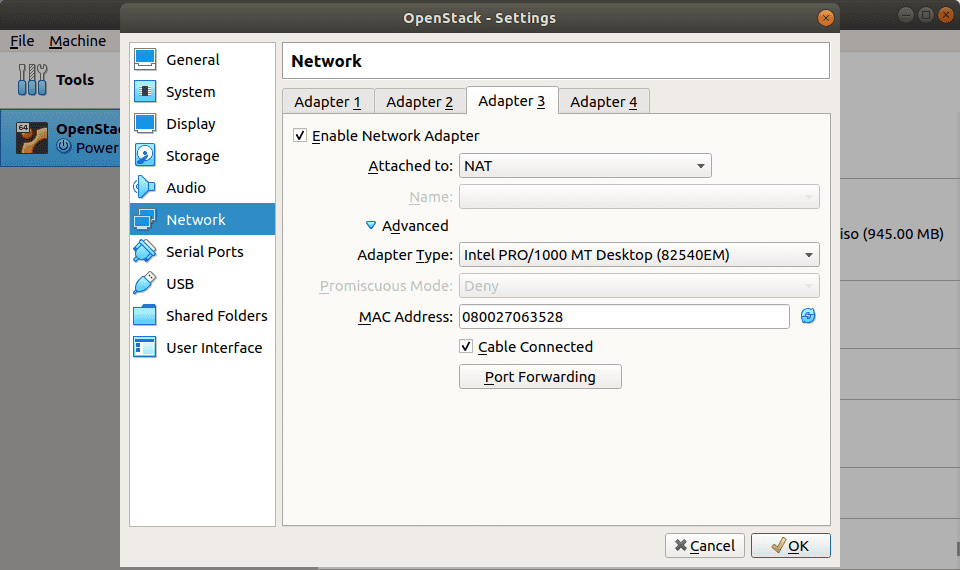 OpenStack - Settings
File Machine
Tools
64
OpenStac
Power
General
System
Display
Storage
Audio
Network
Serial Ports
USB
Shared Folders
User Interface
Network
Adapter 1 Adapter 2 Adapter 3 Adapter 4
Enable Network Adapter
Attached to: NAT
Name:
Advanced
Adapter Type: Intel PRO/1000 MT Desktop (82540EM)
Promiscuous Mode: Deny
MAC Address: 080027063528
Cable Connected
Port Forwarding
iso (945.00 MB)
Cancel OK